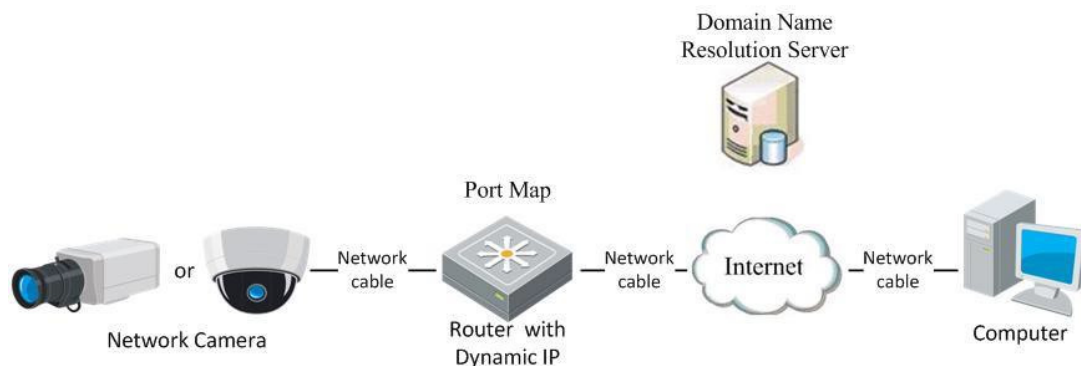 Domain Name
Resolution Server
Port Map
or
Network
cable
Network
cable
Internet
Network
cable
Network Camera
Router with
Dynamic IP
Computer